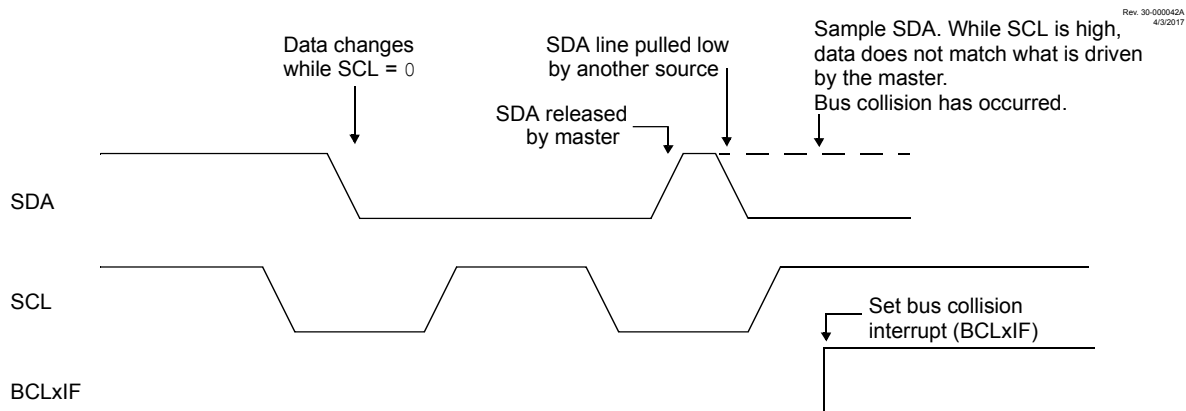 Rev. 30-000042A
4/3/2017
Data changes
while SCL = 0
SDA line pulled low
by another source
SDA released
by master
Sample SDA. While SCL is high,
data does not match what is driven
by the master.
Bus collision has occurred.
SDA
SCL
Set bus collision
interrupt (BCLxIF)
BCLxIF